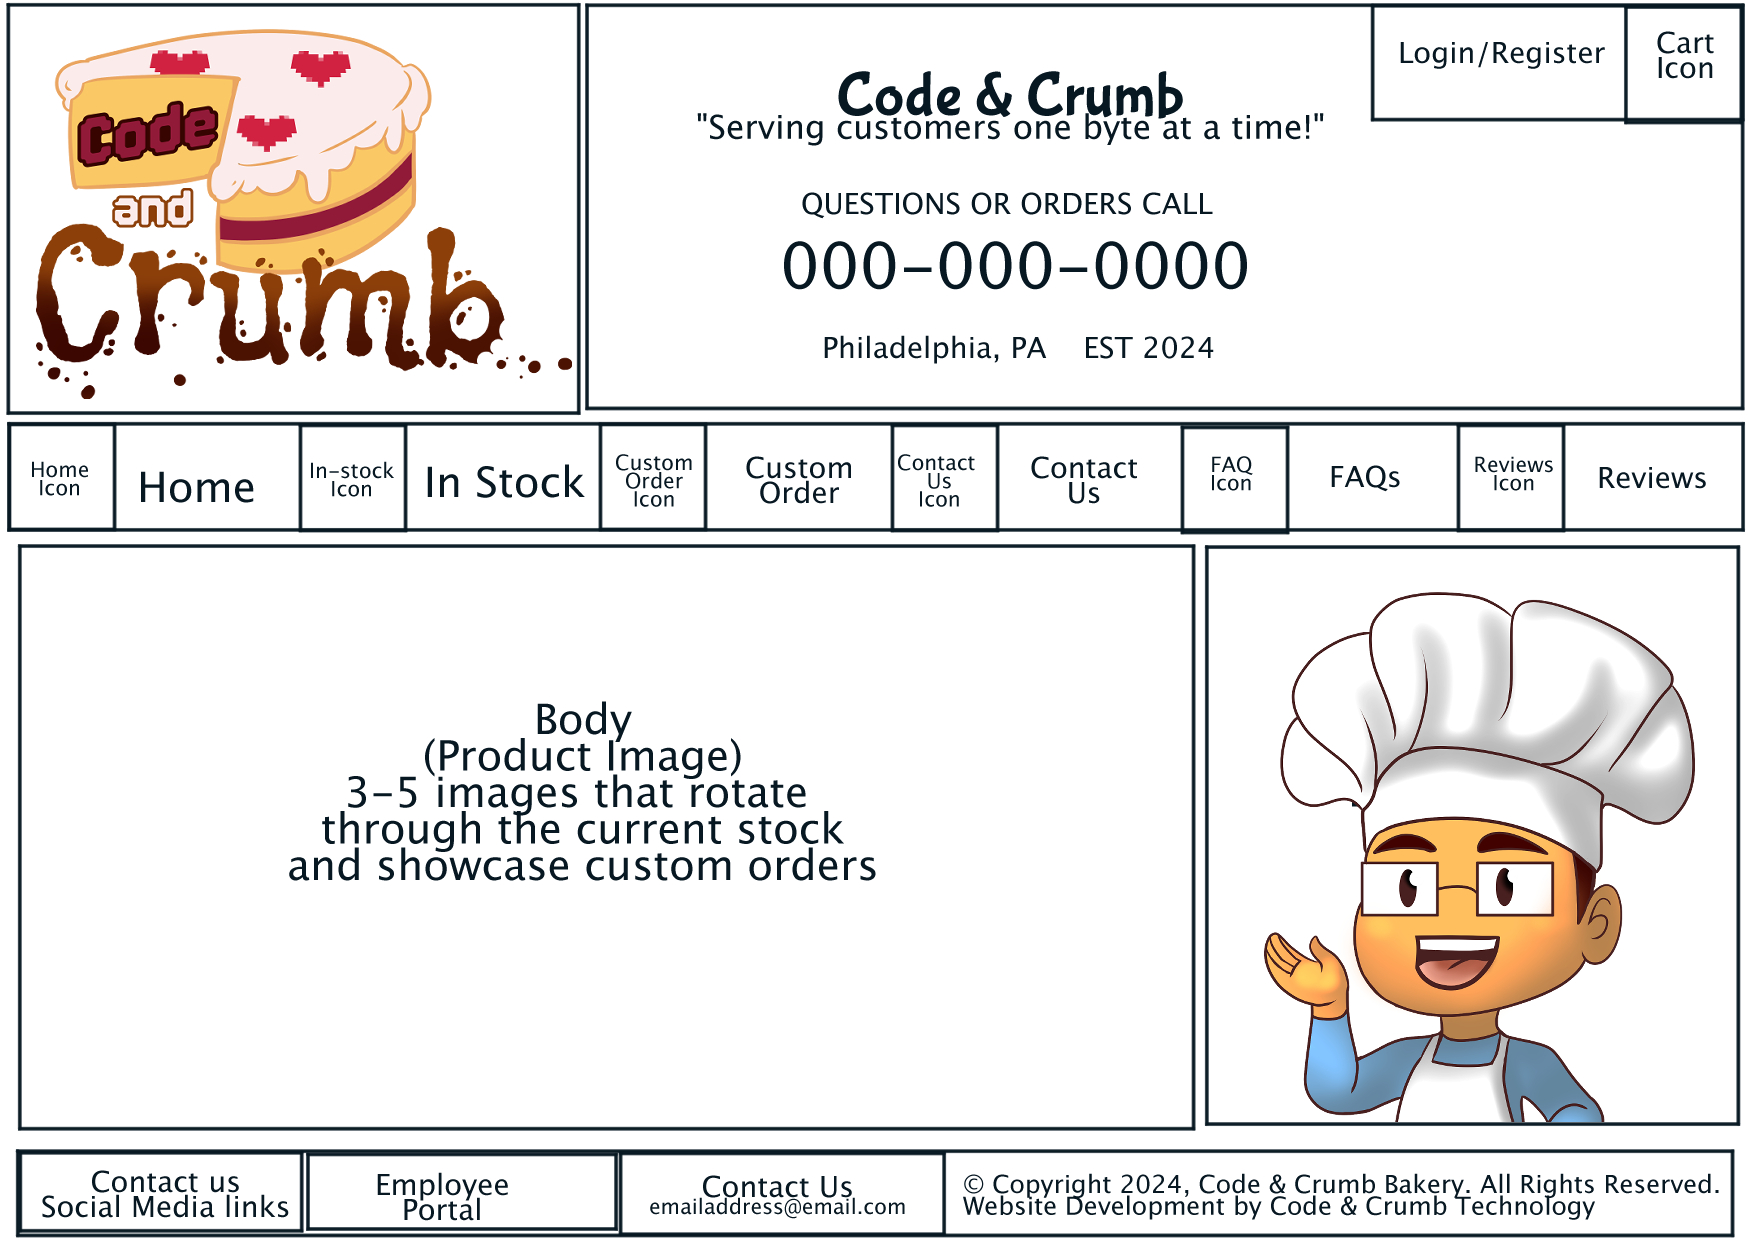 Code
and
Crumb
Code & Crumb
"Serving customers one byte at a time!"
QUESTIONS OR ORDERS CALL
000-000-0000
Philadelphia, PA EST 2024
Login/Register
Cart
Icon
Home
Icon
Home
In-stock
Icon
In Stock
Custom
Order
Icon
Custom
Order
Contact
Us
Icon
Contact
Us
FAQ
Icon
FAQs
Reviews
Icon
Reviews
Body
(Product Image)
3-5 images that rotate
through the current stock
and showcase custom orders
Contact us
Social Media links
Employee
Portal
Contact Us
emailaddress@email.com
© Copyright 2024, Code & Crumb Bakery. All Rights Reserved.
Website Development by Code & Crumb Technology